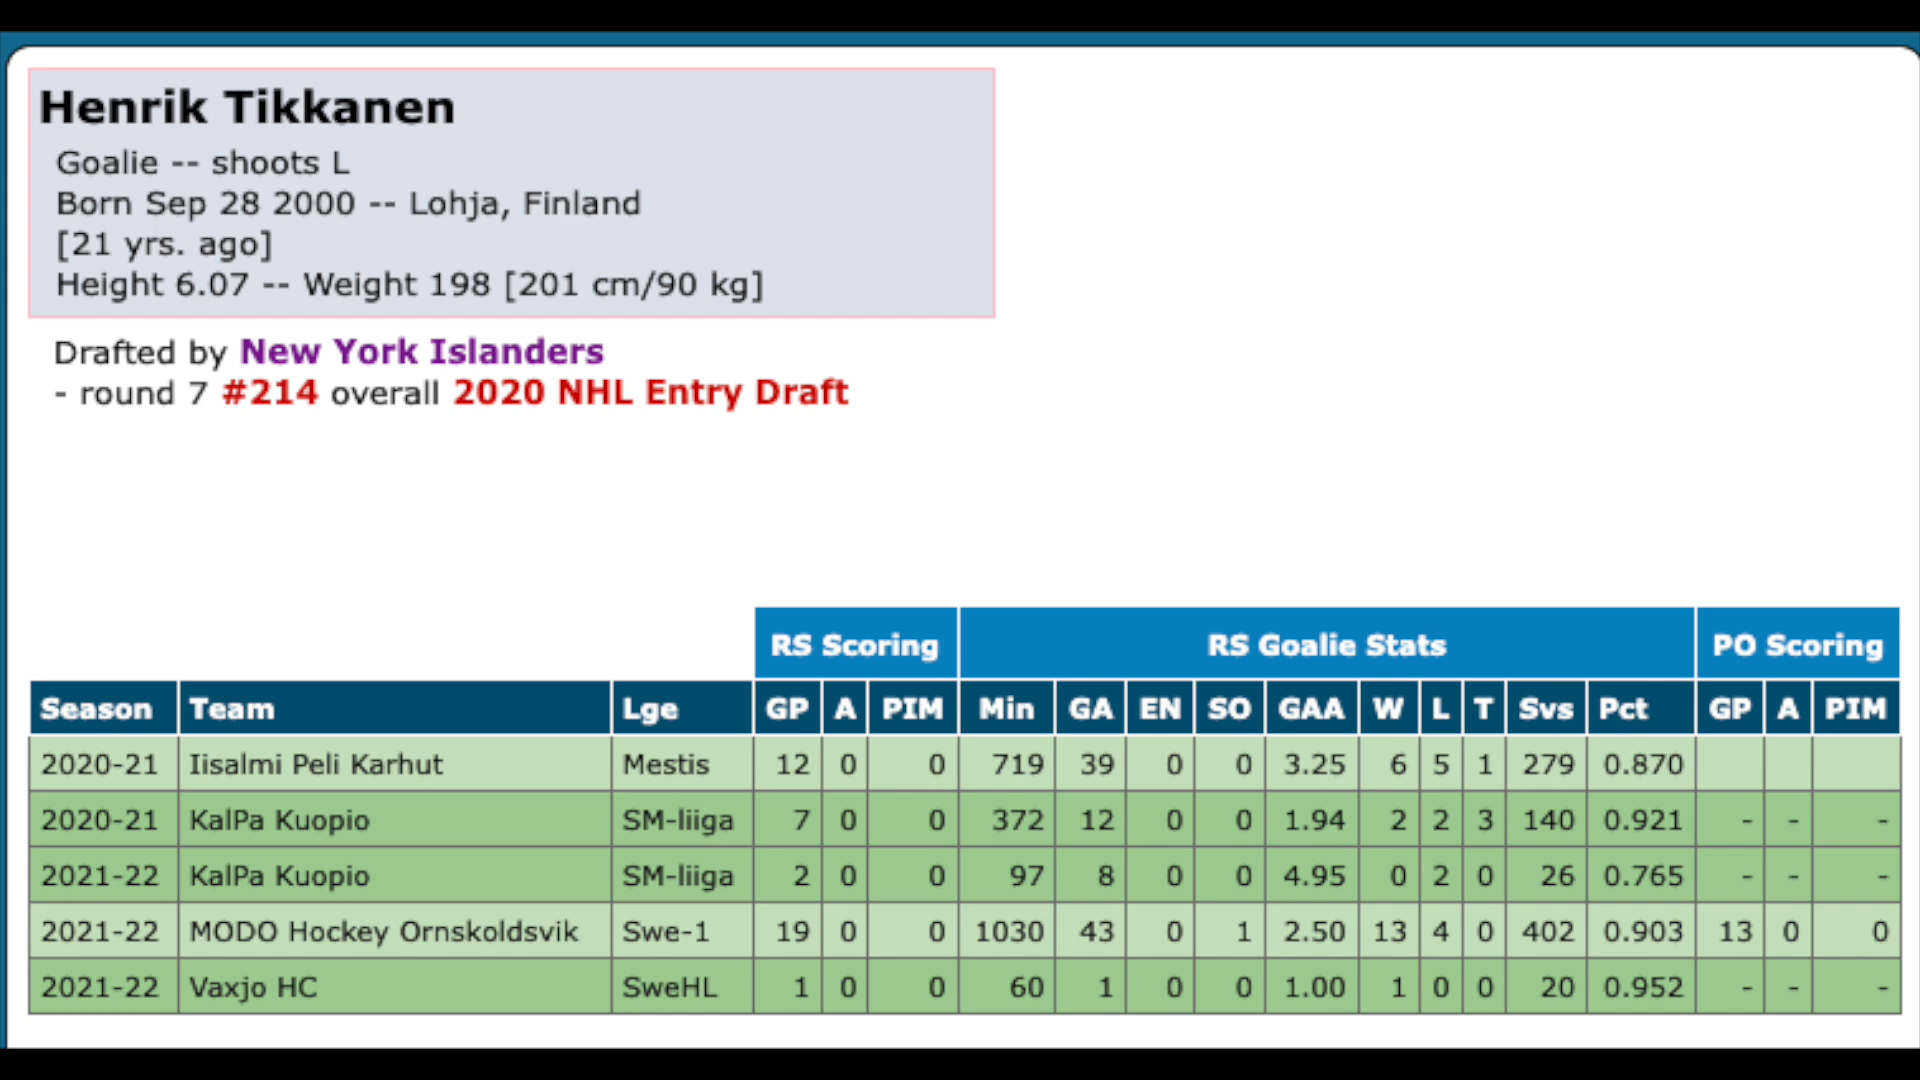 Henrik Tikkanen
Goalie -- shoots L
Born Sep 28 2000 -- Lohja, Finland
[21 yrs. ago]
Height 6.07 -- Weight 198 [201 cm/90 kg]
Drafted by New York Islanders
- round 7 #214 overall 2020 NHL Entry Draft
RS Scoring RS Goalie Stats PO Scoring
Season Team Lge GP A PIM Min GA EN SO GAA W L T Svs Pct GP A PIM
2020-21 Iisalmi Peli Karhut Mestis 12 0 0 719 39 0 0 3.25 6 5 1 279 0.870
2020-21 KalPa Kuopio SM-liiga 7 0 0 372 12 0 0 1.94 2 2 3 140 0.921 - - -
2021-22 KalPa Kuopio SM-liiga 2 0 0 97 8 0 0 4.95 0 2 0 26 0.765 - - -
2021-22 MODO Hockey Ornskoldsvik Swe-1 19 0 0 1030 43 0 1 2.50 13 4 0 402 0.903 13 0 0
2021-22 Vaxjo HC SweHL 1 0 0 60 1 0 0 1.00 1 0 0 20 0.952 - - -